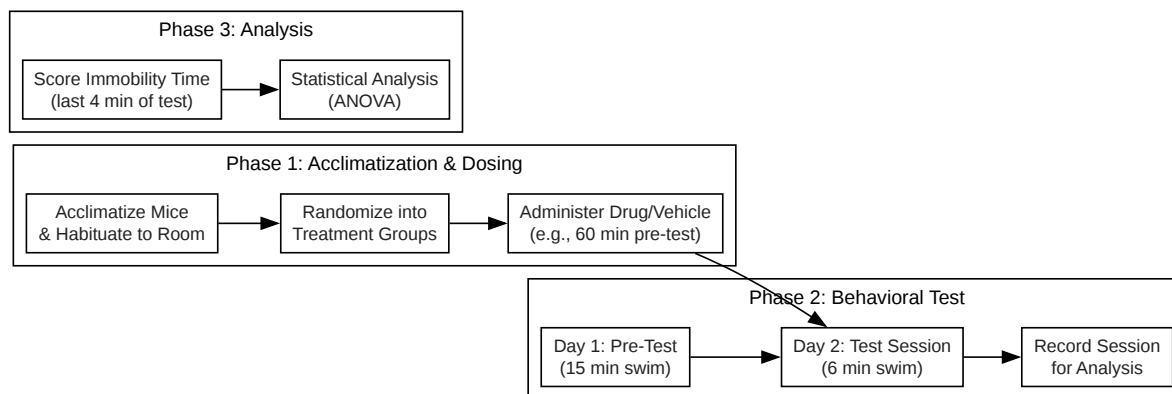 Phase 3: Analysis
Score Immobility Time
(last 4 min of test)
Statistical Analysis
(ANOVA)
Phase 1: Acclimatization & Dosing
Acclimatize Mice
& Habituate to Room
Randomize into
Treatment Groups
Administer Drug/Vehicle
(e.g., 60 min pre-test)
Phase 2: Behavioral Test
Day 1: Pre-Test
(15 min swim)
Day 2: Test Session
(6 min swim)
Record Session
for Analysis